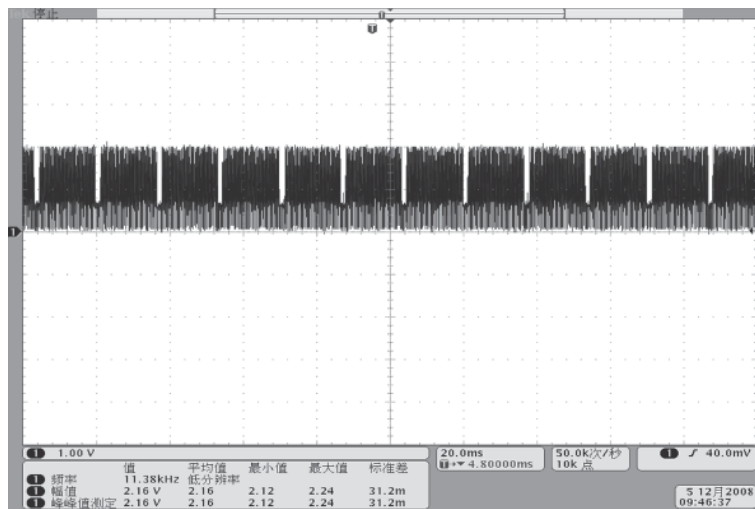 停止
T
T
1
1 1.00 V
20.0ms
T→▼ 4.80000ms
50.0k次/秒
10k 点
1 ƒ 40.0mV
值 平均值 最小值 最大值 标准差
1 频率 11.38kHz 低分辨率
1 幅值 2.16 V 2.16 2.12 2.24 31.2m
1 峰峰值测定 2.16 V 2.16 2.12 2.24 31.2m
5 12月 2008
09:46:37